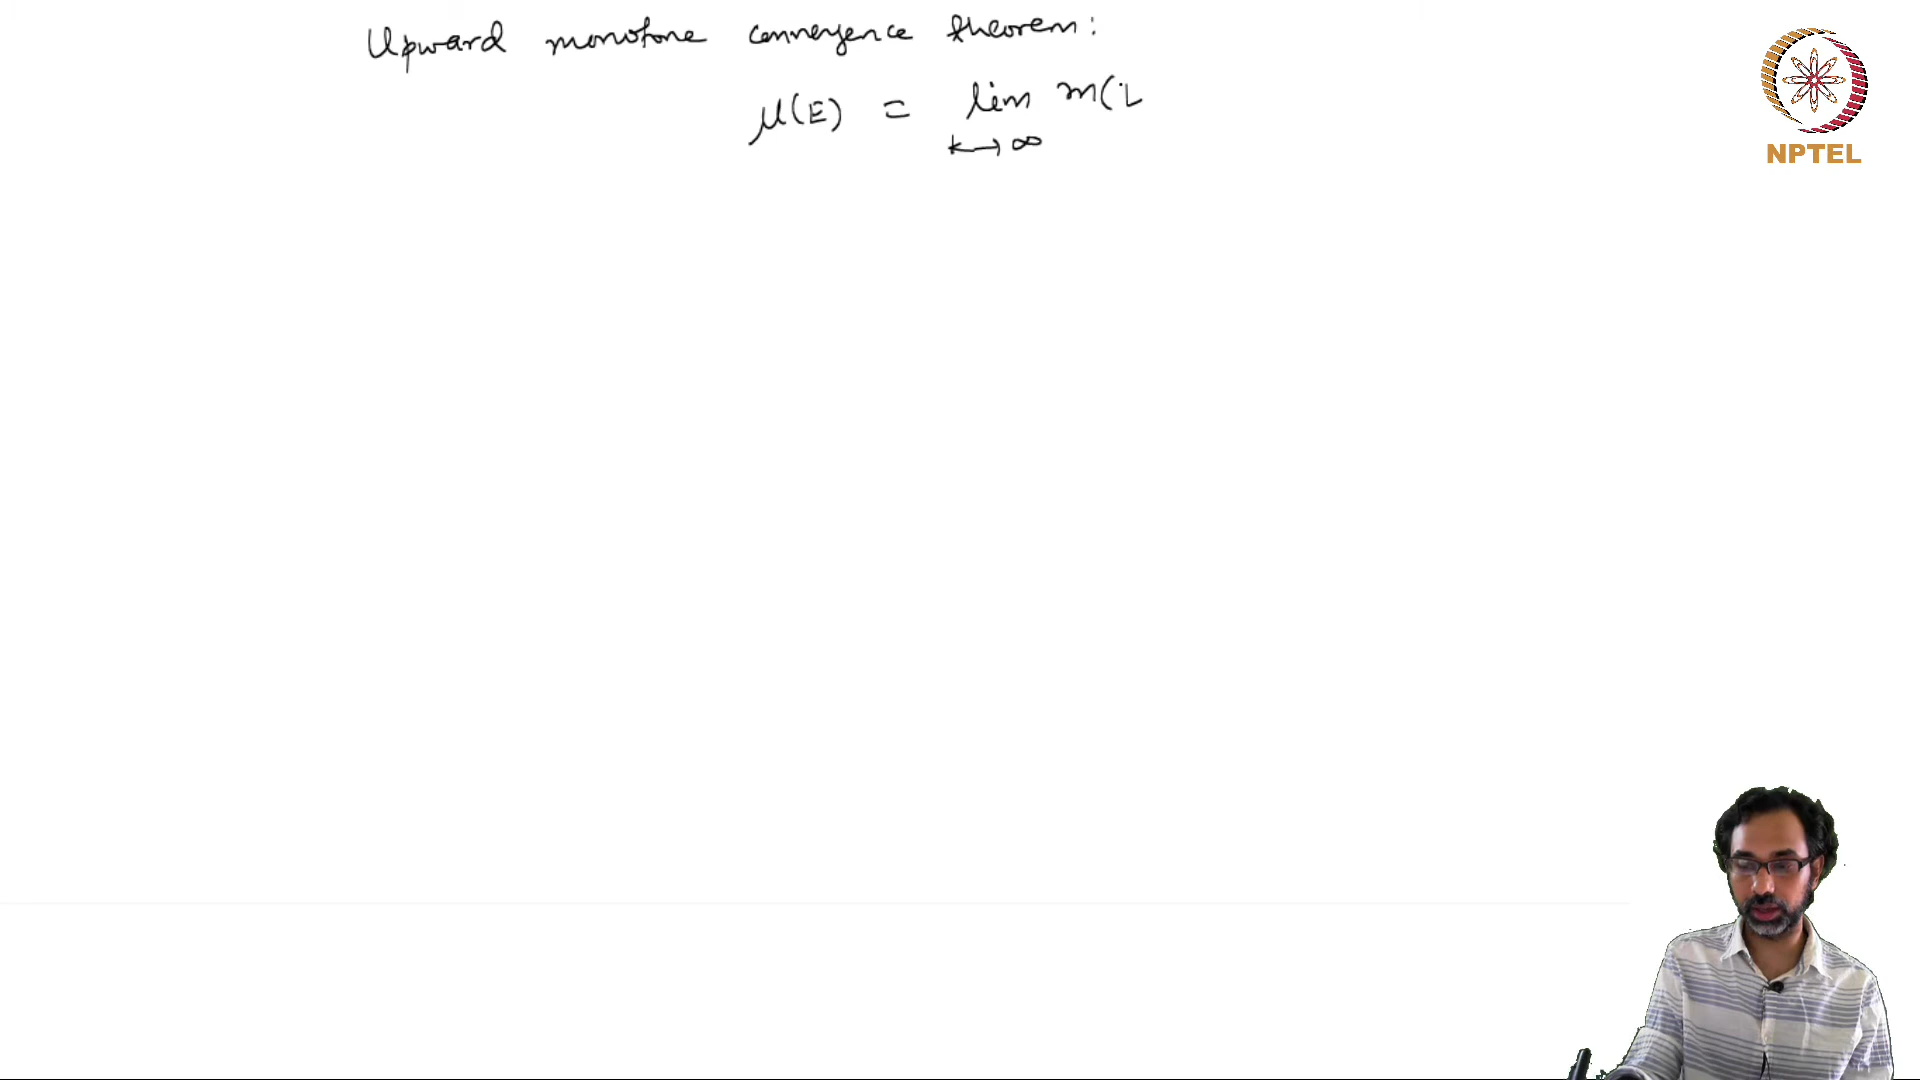 Upward monotone convergence theorem:
μ(E) = lim m(
k→∞
NPTEL